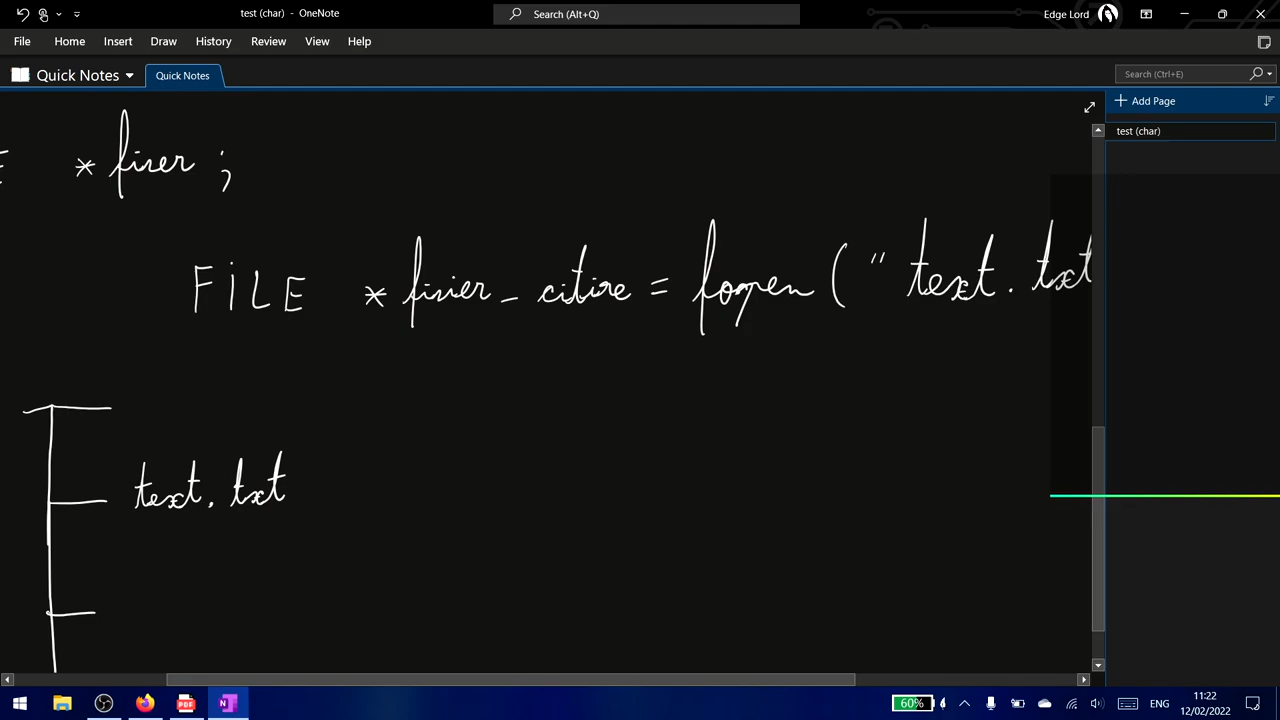 test (char) - OneNote
Search (Alt+Q)
Edge Lord
File Home Insert Draw History Review View Help
Quick Notes
Quick Notes
Search (Ctrl+E)
Add Page
test (char)
* fisier ;
FILE * fisier_citire = fopen ( " text.txt
text.txt
60%
ENG
11:22
12/02/2022